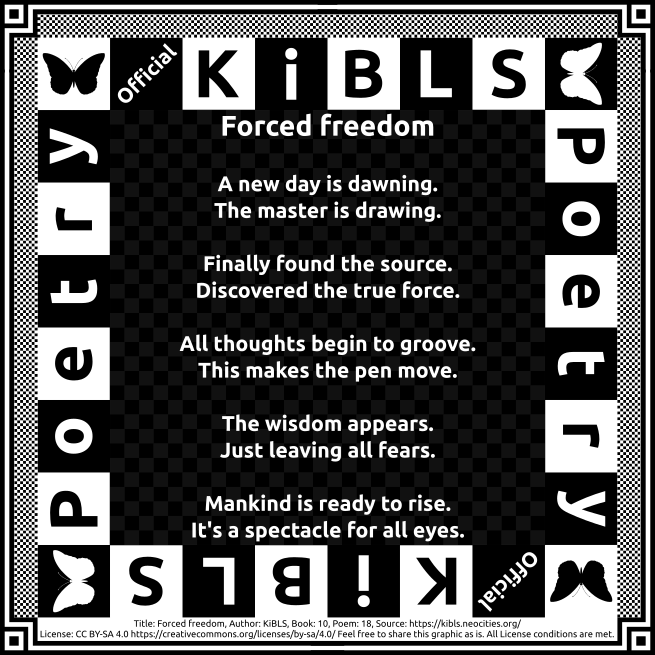 Official KiBLS
Poetry
Poetry
Forced freedom
A new day is dawning.
The master is drawing.
Finally found the source.
Discovered the true force.
All thoughts begin to groove.
This makes the pen move.
The wisdom appears.
Just leaving all fears.
Mankind is ready to rise.
It's a spectacle for all eyes.
Official KiBLS
Title: Forced freedom, Author: KiBLS, Book: 10, Poem: 18, Source: https://kibls.neocities.org/
License: CC BY-SA 4.0 https://creativecommons.org/licenses/by-sa/4.0/ Feel free to share this graphic as is. All License conditions are met.